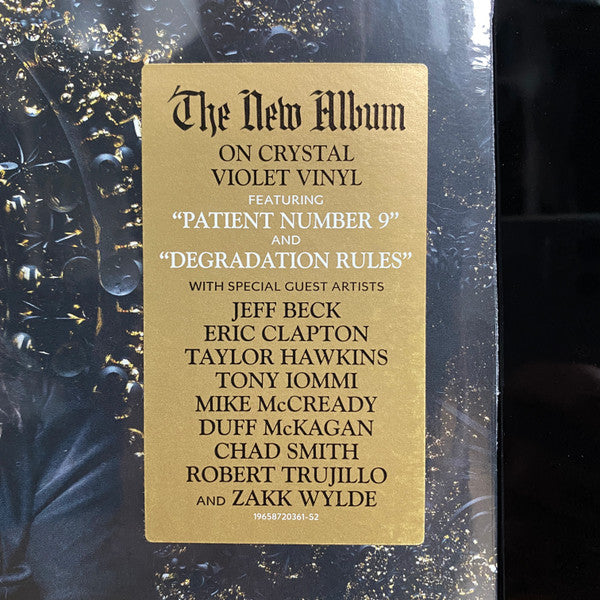 The New Album
ON CRYSTAL
VIOLET VINYL
FEATURING
“PATIENT NUMBER 9”
AND
“DEGRADATION RULES”
WITH SPECIAL GUEST ARTISTS
JEFF BECK
ERIC CLAPTON
TAYLOR HAWKINS
TONY IOMMI
MIKE McCREADY
DUFF McKAGAN
CHAD SMITH
ROBERT TRUJILLO
AND ZAKK WYLDE
19658720361-S2